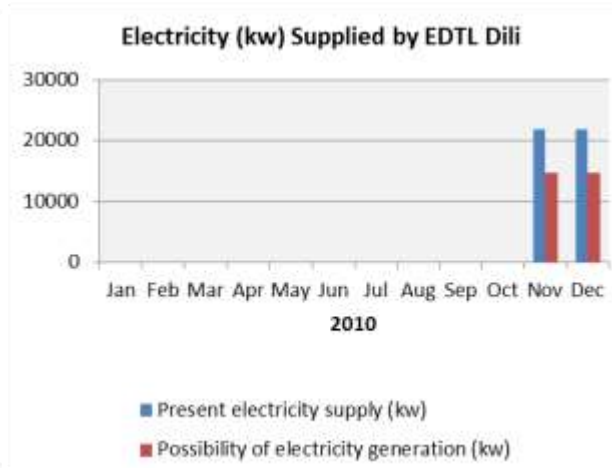 Electricity (kw) Supplied by EDTL Dili
30000
20000
10000
0
Jan Feb Mar Apr May Jun Jul Aug Sep Oct Nov Dec
2010
Present electricity supply (kw)
Possibility of electricity generation (kw)